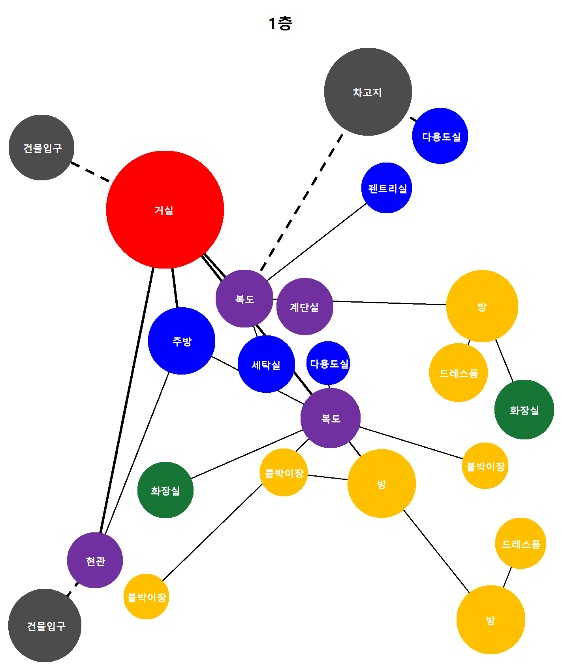 1층
차고지
다용도실
건물입구
펜트리실
거실
복도
계단실
방
주방
세탁실
다용도실
드레스룸
화장실
복도
붙박이장
붙박이장
방
화장실
드레스룸
현관
붙박이장
방
건물입구